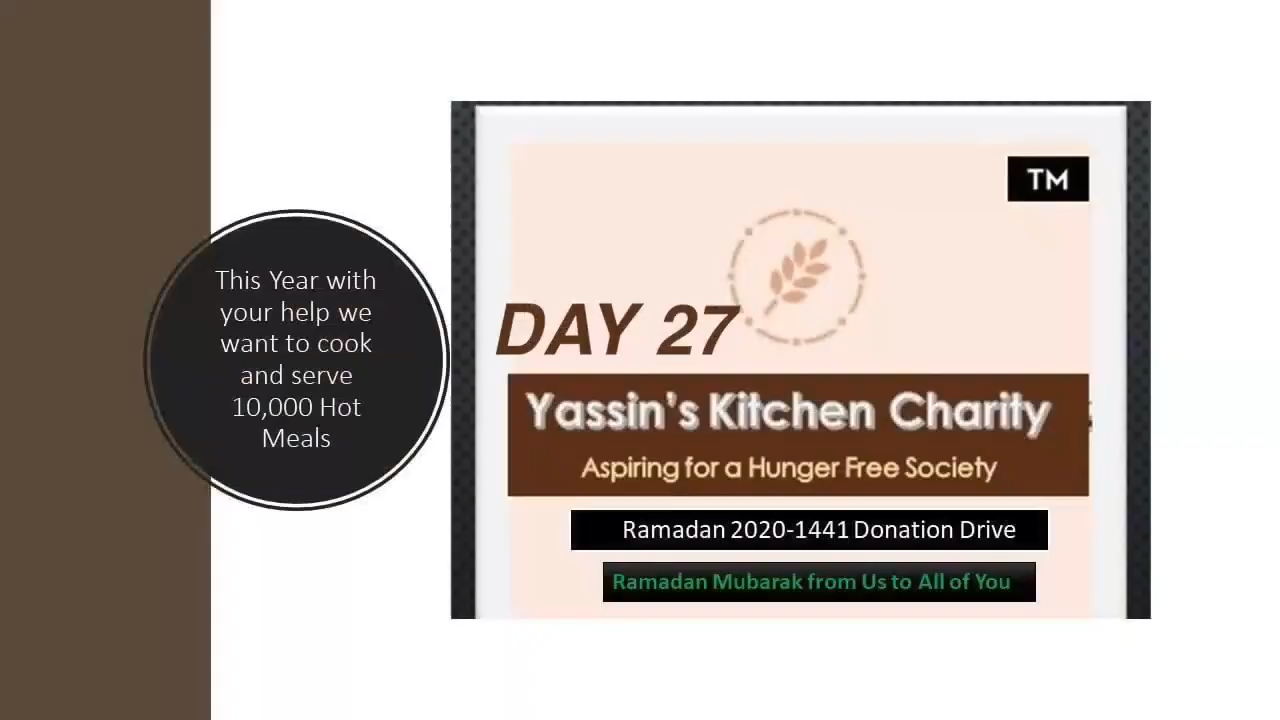 This Year with
your help we
want to cook
and serve
10,000 Hot
Meals
TM
DAY 27
Yassin's Kitchen Charity
Aspiring for a Hunger Free Society
Ramadan 2020-1441 Donation Drive
Ramadan Mubarak from Us to All of You